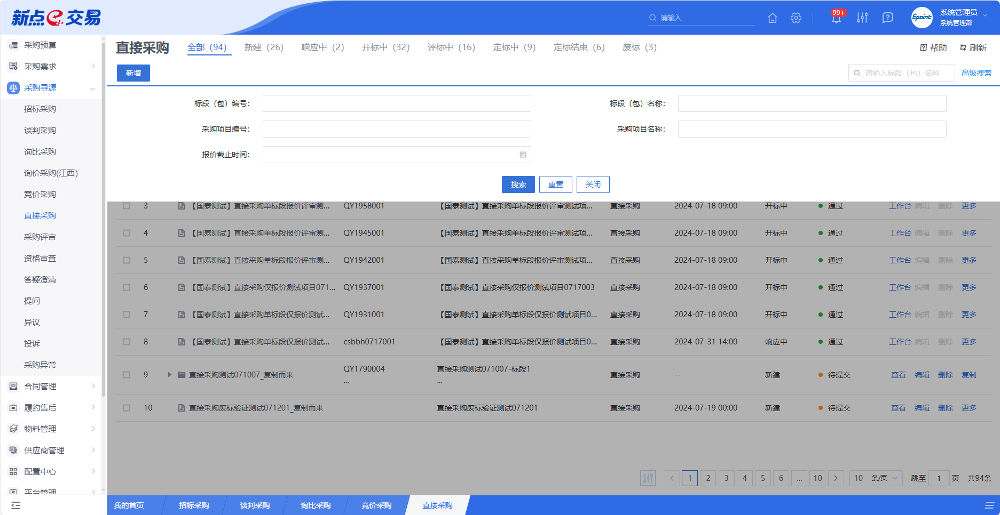 新点e交易
请输入
99+
Epoint
系统管理员
系统管理部
采购预算
采购需求
采购寻源
招标采购
谈判采购
询比采购
询价采购(江西)
竞价采购
直接采购
采购评审
资格审查
答疑澄清
提问
异议
投诉
采购异常
合同管理
履约售后
物料管理
供应商管理
配置中心
平台管理
直接采购 全部（94） 新建（26） 响应中（2） 开标中（32） 评标中（16） 定标中（9） 定标结束（6） 废标（3） 帮助 刷新
新增 请输入标段（包）名称 高级搜索
标段（包）编号： 标段（包）名称：
采购项目编号： 采购项目名称：
报价截止时间：
搜索 重置 关闭
3 【国泰测试】直接采购单标段报价评审测... QY1958001 【国泰测试】直接采购单标段报价评审测试项... 直接采购 2024-07-18 09:00 开标中 通过 工作台 编辑 删除 更多
4 【国泰测试】直接采购单标段报价评审测... QY1945001 【国泰测试】直接采购单标段报价评审测试项... 直接采购 2024-07-18 09:00 开标中 通过 工作台 编辑 删除 更多
5 【国泰测试】直接采购单标段报价评审测... QY1942001 【国泰测试】直接采购单标段报价评审测试项... 直接采购 2024-07-18 09:00 开标中 通过 工作台 编辑 删除 更多
6 【国泰测试】直接采购仅报价测试项目071... QY1937001 【国泰测试】直接采购仅报价测试项目0717003 直接采购 2024-07-18 09:00 开标中 通过 工作台 编辑 删除 更多
7 【国泰测试】直接采购单标段仅报价测试... QY1931001 【国泰测试】直接采购单标段仅报价测试项目0... 直接采购 2024-07-18 09:00 开标中 通过 工作台 编辑 删除 更多
8 【国泰测试】直接采购单标段仅报价测试... csbbh0717001 【国泰测试】直接采购单标段仅报价测试项目0... 直接采购 2024-07-31 14:00 响应中 通过 工作台 编辑 删除 更多
9 直接采购测试071007_复制而来 QY1790004 ... 直接采购测试071007-标段1 ... 直接采购 -- 新建 待提交 查看 编辑 删除 复制
10 直接采购废标验证测试071201_复制而来 直接采购废标验证测试071201 直接采购 2024-07-19 00:00 新建 待提交 查看 编辑 删除 更多
1 2 3 4 5 6 ... 10 10 条/页 跳至 1 页 共94条
我的首页 招标采购 谈判采购 询比采购 竞价采购 直接采购